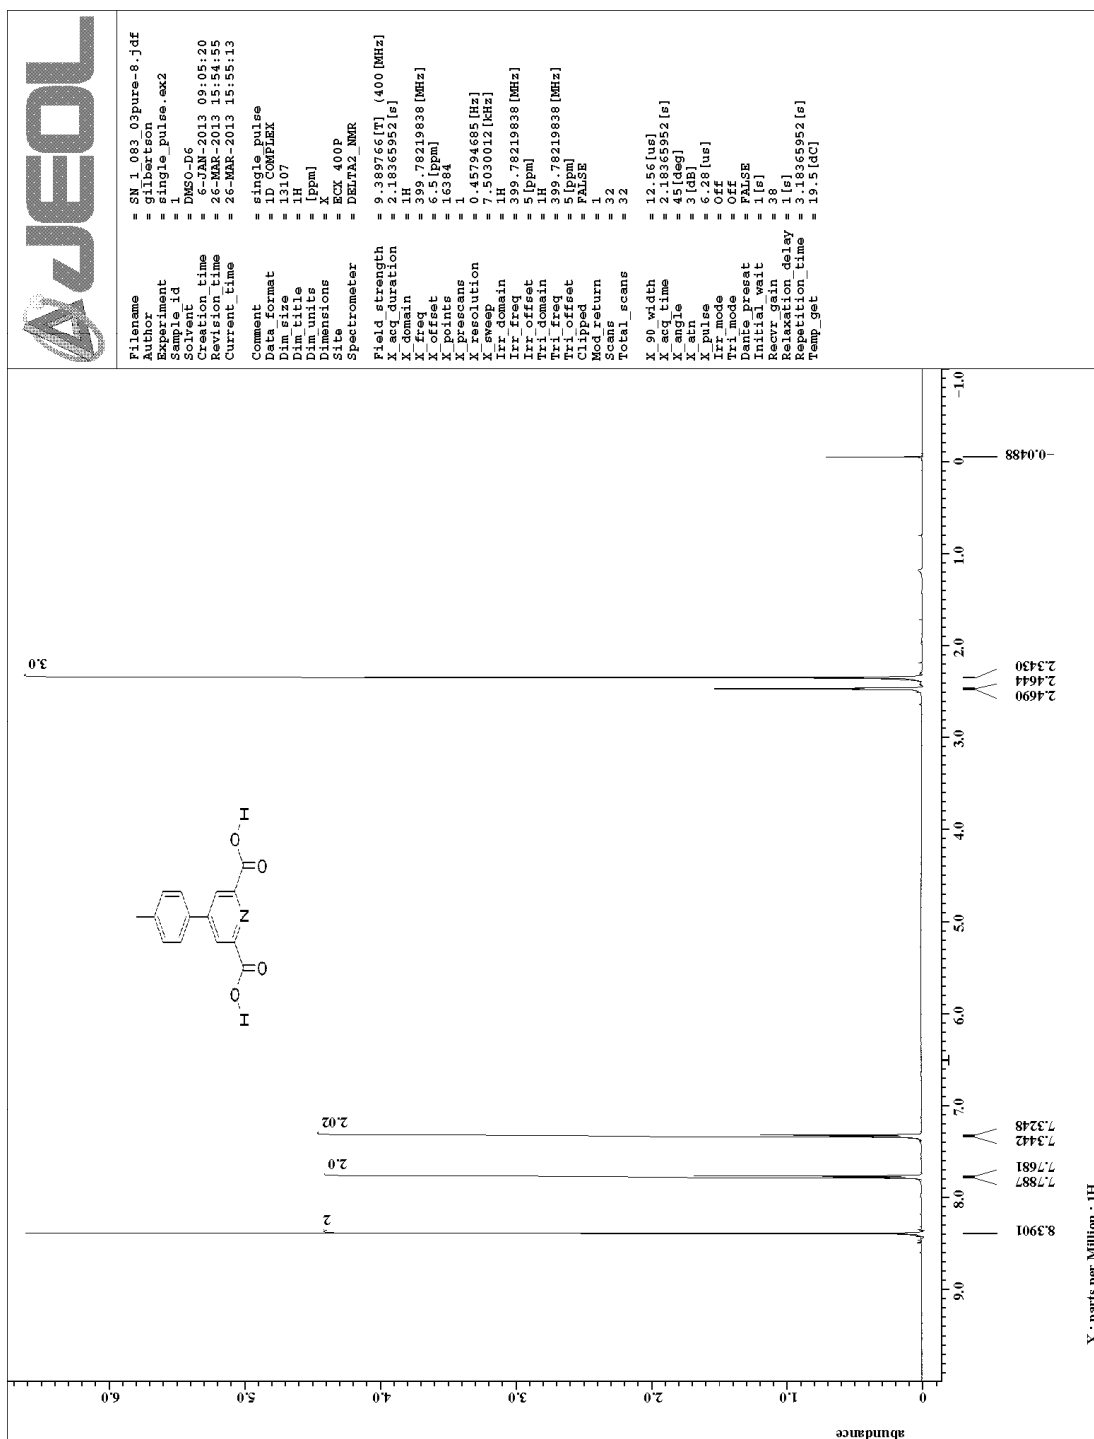 JEOL
Filename = SN_1_083_03pure-8.jdf
Author = gilbertson
Experiment = single_pulse.ex2
Sample_id = 1
Solvent = DMSO-D6
Creation_time = 6-JAN-2013 09:05:20
Revision_time = 26-MAR-2013 15:54:55
Current_time = 26-MAR-2013 15:55:13
Comment = single_pulse
Data_format = 1D COMPLEX
Dim_size = 13107
Dim_title = 1H
Dim_units = [ppm]
Dimensions = X
Site = ECX 400P
Spectrometer = DELTA2_NMR
Field_strength = 9.389766[T] (400[MHz])
X_acq_duration = 2.18365952[s]
X_domain = 1H
X_freq = 399.78219838[MHz]
X_offset = 6.5[ppm]
X_points = 16384
X_prescans = 1
X_resolution = 0.45794685[Hz]
X_sweep = 7.5030012[kHz]
Irr_domain = 1H
Irr_freq = 399.78219838[MHz]
Irr_offset = 5[ppm]
Tri_domain = 1H
Tri_freq = 399.78219838[MHz]
Tri_offset = 5[ppm]
Clipped = FALSE
Mod_return = 1
Scans = 32
Total_scans = 32
X_90_width = 12.56[us]
X_acq_time = 2.18365952[s]
X_angle = 45[deg]
X_atn = 3[dB]
X_pulse = 6.28[us]
Irr_mode = Off
Tri_mode = Off
Dante_presat = FALSE
Initial_wait = 1[s]
Recvr_gain = 38
Relaxation_delay = 1[s]
Repetition_time = 3.18365952[s]
Temp_get = 19.5[dC]
abundance
0 1.0 2.0 3.0 4.0 5.0 6.0
2 2.0 2.02 3.0
H O O N O O H
9.0 8.0 7.0 6.0 5.0 4.0 3.0 2.0 1.0 0 -1.0
8.3901
7.7887
7.7681
7.3442
7.3248
2.4690
2.4644
2.3430
-0.0488
X : parts per Million : 1H